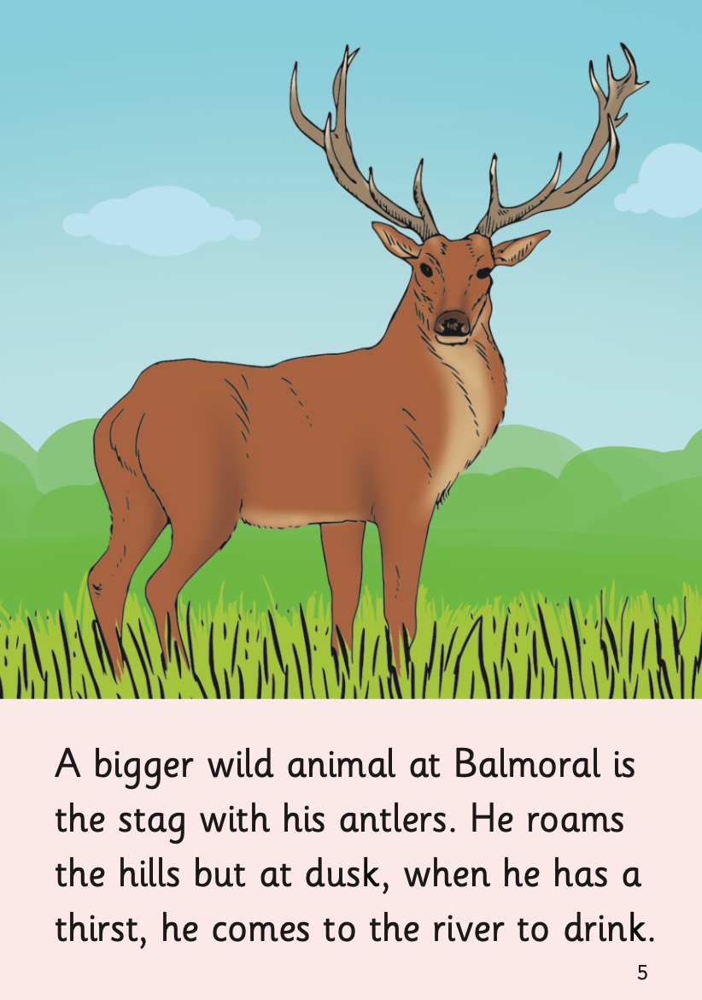 A bigger wild animal at Balmoral is
the stag with his antlers. He roams
the hills but at dusk, when he has a
thirst, he comes to the river to drink.
5